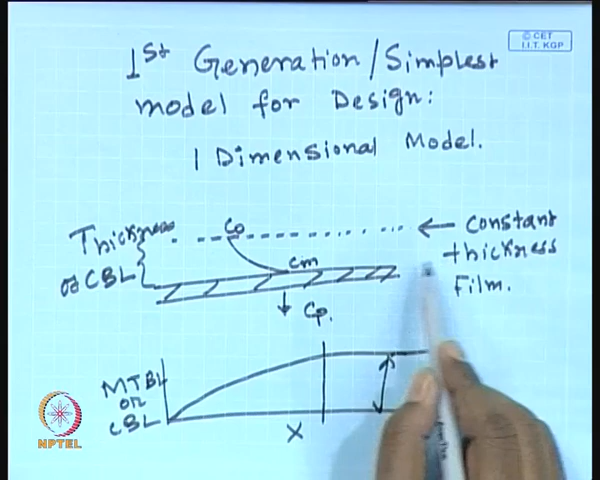 © CET
I.I.T. KGP
1st Generation/Simplest
model for Design:
1 Dimensional Model.
Thickness
of CBL
Co
Cm
Cp.
← constant
thickness
Film.
MTBL
or
CBL
X
NPTEL